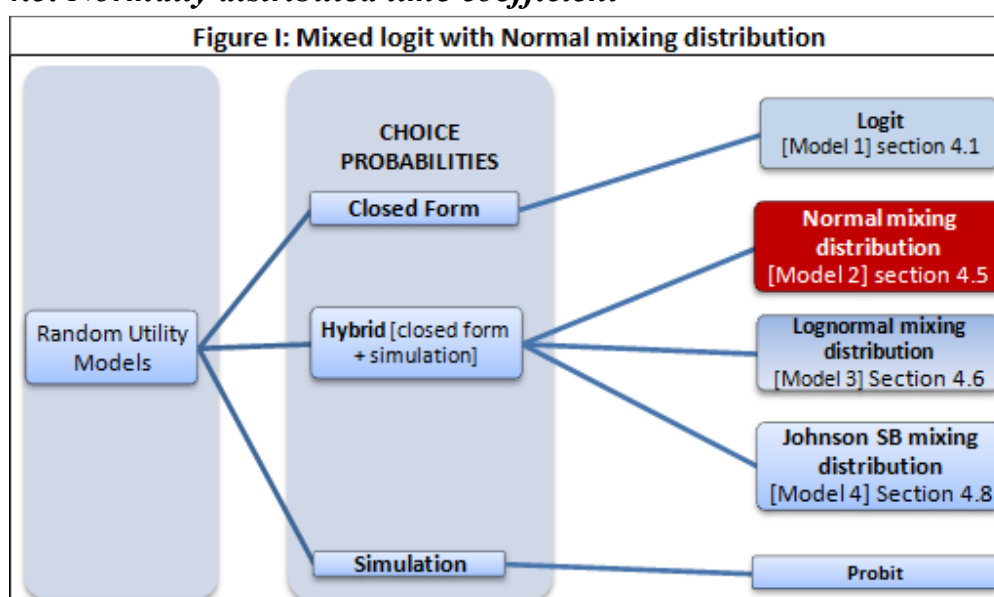 Figure I: Mixed logit with Normal mixing distribution
CHOICE
PROBABILITIES
Closed Form
Logit
[Model 1] section 4.1
Normal mixing
distribution
[Model 2] section 4.5
Random Utility
Models
Hybrid [closed form
+ simulation]
Lognormal mixing
distribution
[Model 3] Section 4.6
Johnson SB mixing
distribution
[Model 4] Section 4.8
Simulation
Probit